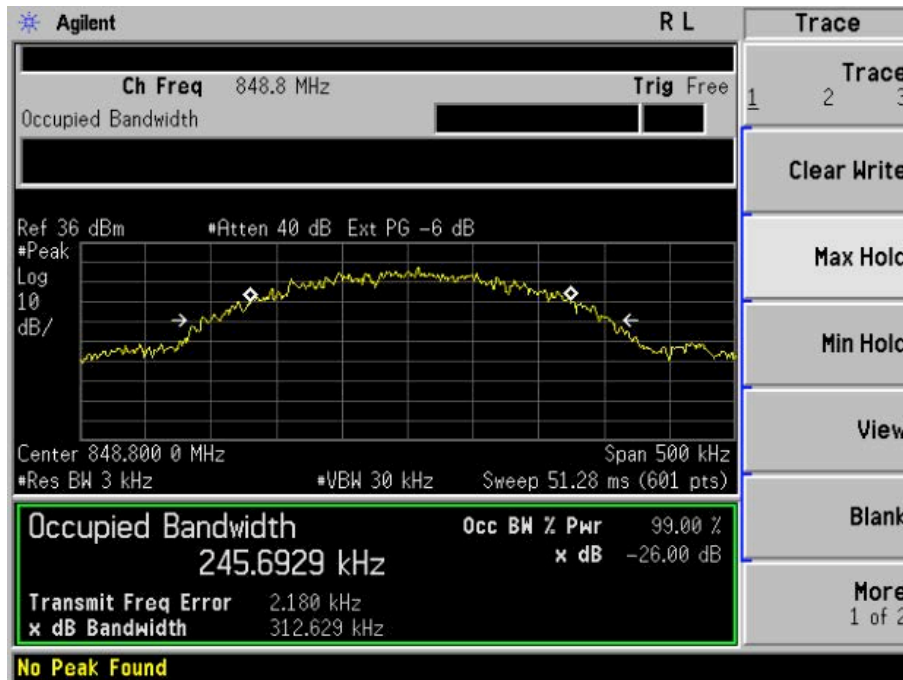 Agilent R L Trace
Ch Freq 848.8 MHz Trig Free
Occupied Bandwidth
Trace
1 2 3
Clear Write
Max Hold
Min Hold
View
Blank
More
1 of 2
Ref 36 dBm #Atten 40 dB Ext PG -6 dB
#Peak
Log
10
dB/
Center 848.800 0 MHz Span 500 kHz
#Res BW 3 kHz #VBW 30 kHz Sweep 51.28 ms (601 pts)
Occupied Bandwidth Occ BW % Pwr 99.00 %
245.6929 kHz x dB -26.00 dB
Transmit Freq Error 2.180 kHz
x dB Bandwidth 312.629 kHz
No Peak Found